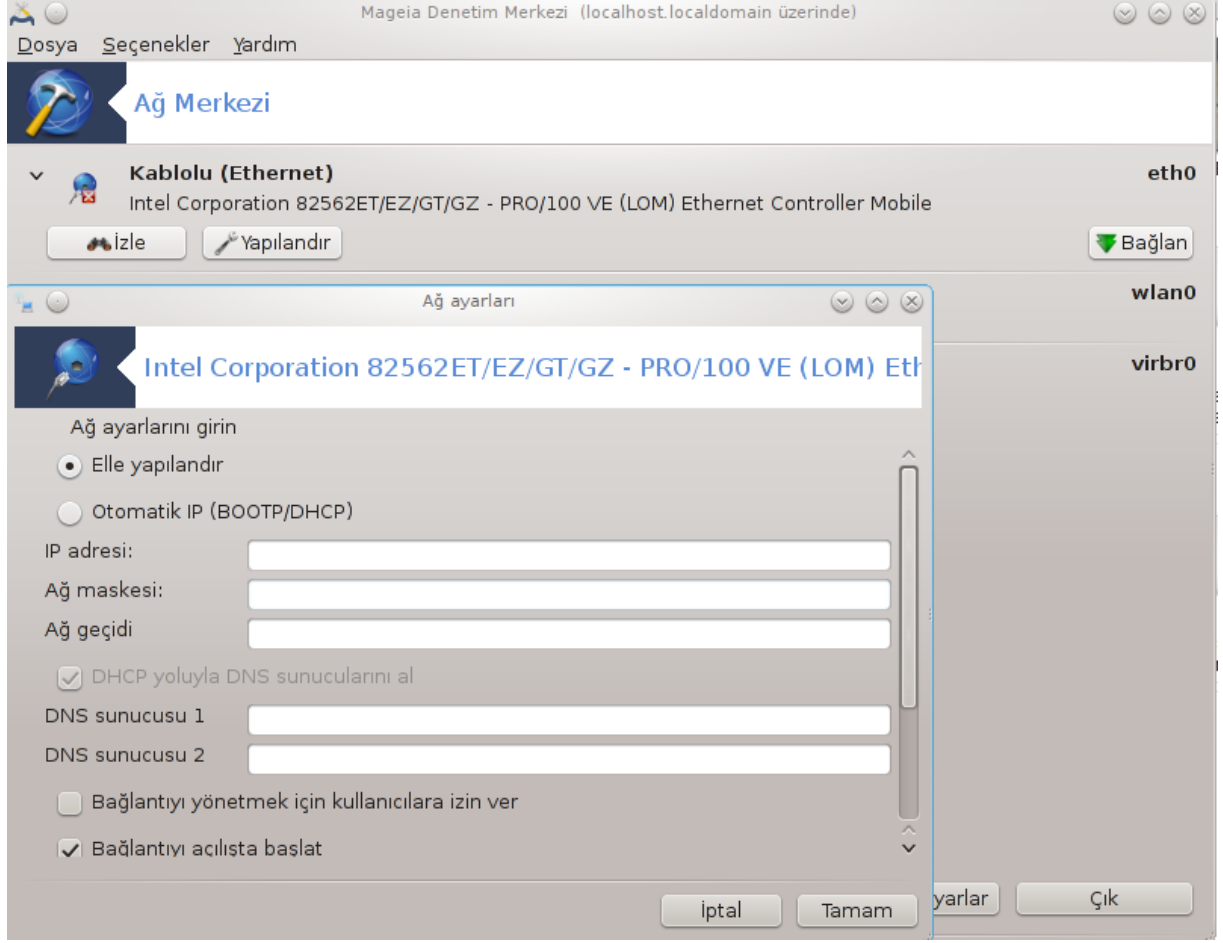 Mageia Denetim Merkezi (localhost.localdomain üzerinde)
Dosya Seçenekler Yardım
Ağ Merkezi
Kablolu (Ethernet) eth0
Intel Corporation 82562ET/EZ/GT/GZ - PRO/100 VE (LOM) Ethernet Controller Mobile
İzle Yapılandır Bağlan
wlan0
virbr0
Ağ ayarları
Intel Corporation 82562ET/EZ/GT/GZ - PRO/100 VE (LOM) Eth
Ağ ayarlarını girin
Elle yapılandır
Otomatik IP (BOOTP/DHCP)
IP adresi:
Ağ maskesi:
Ağ geçidi
DHCP yoluyla DNS sunucularını al
DNS sunucusu 1
DNS sunucusu 2
Bağlantıyı yönetmek için kullanıcılara izin ver
Bağlantıyı açılışta başlat
İptal Tamam
yarlar Çık